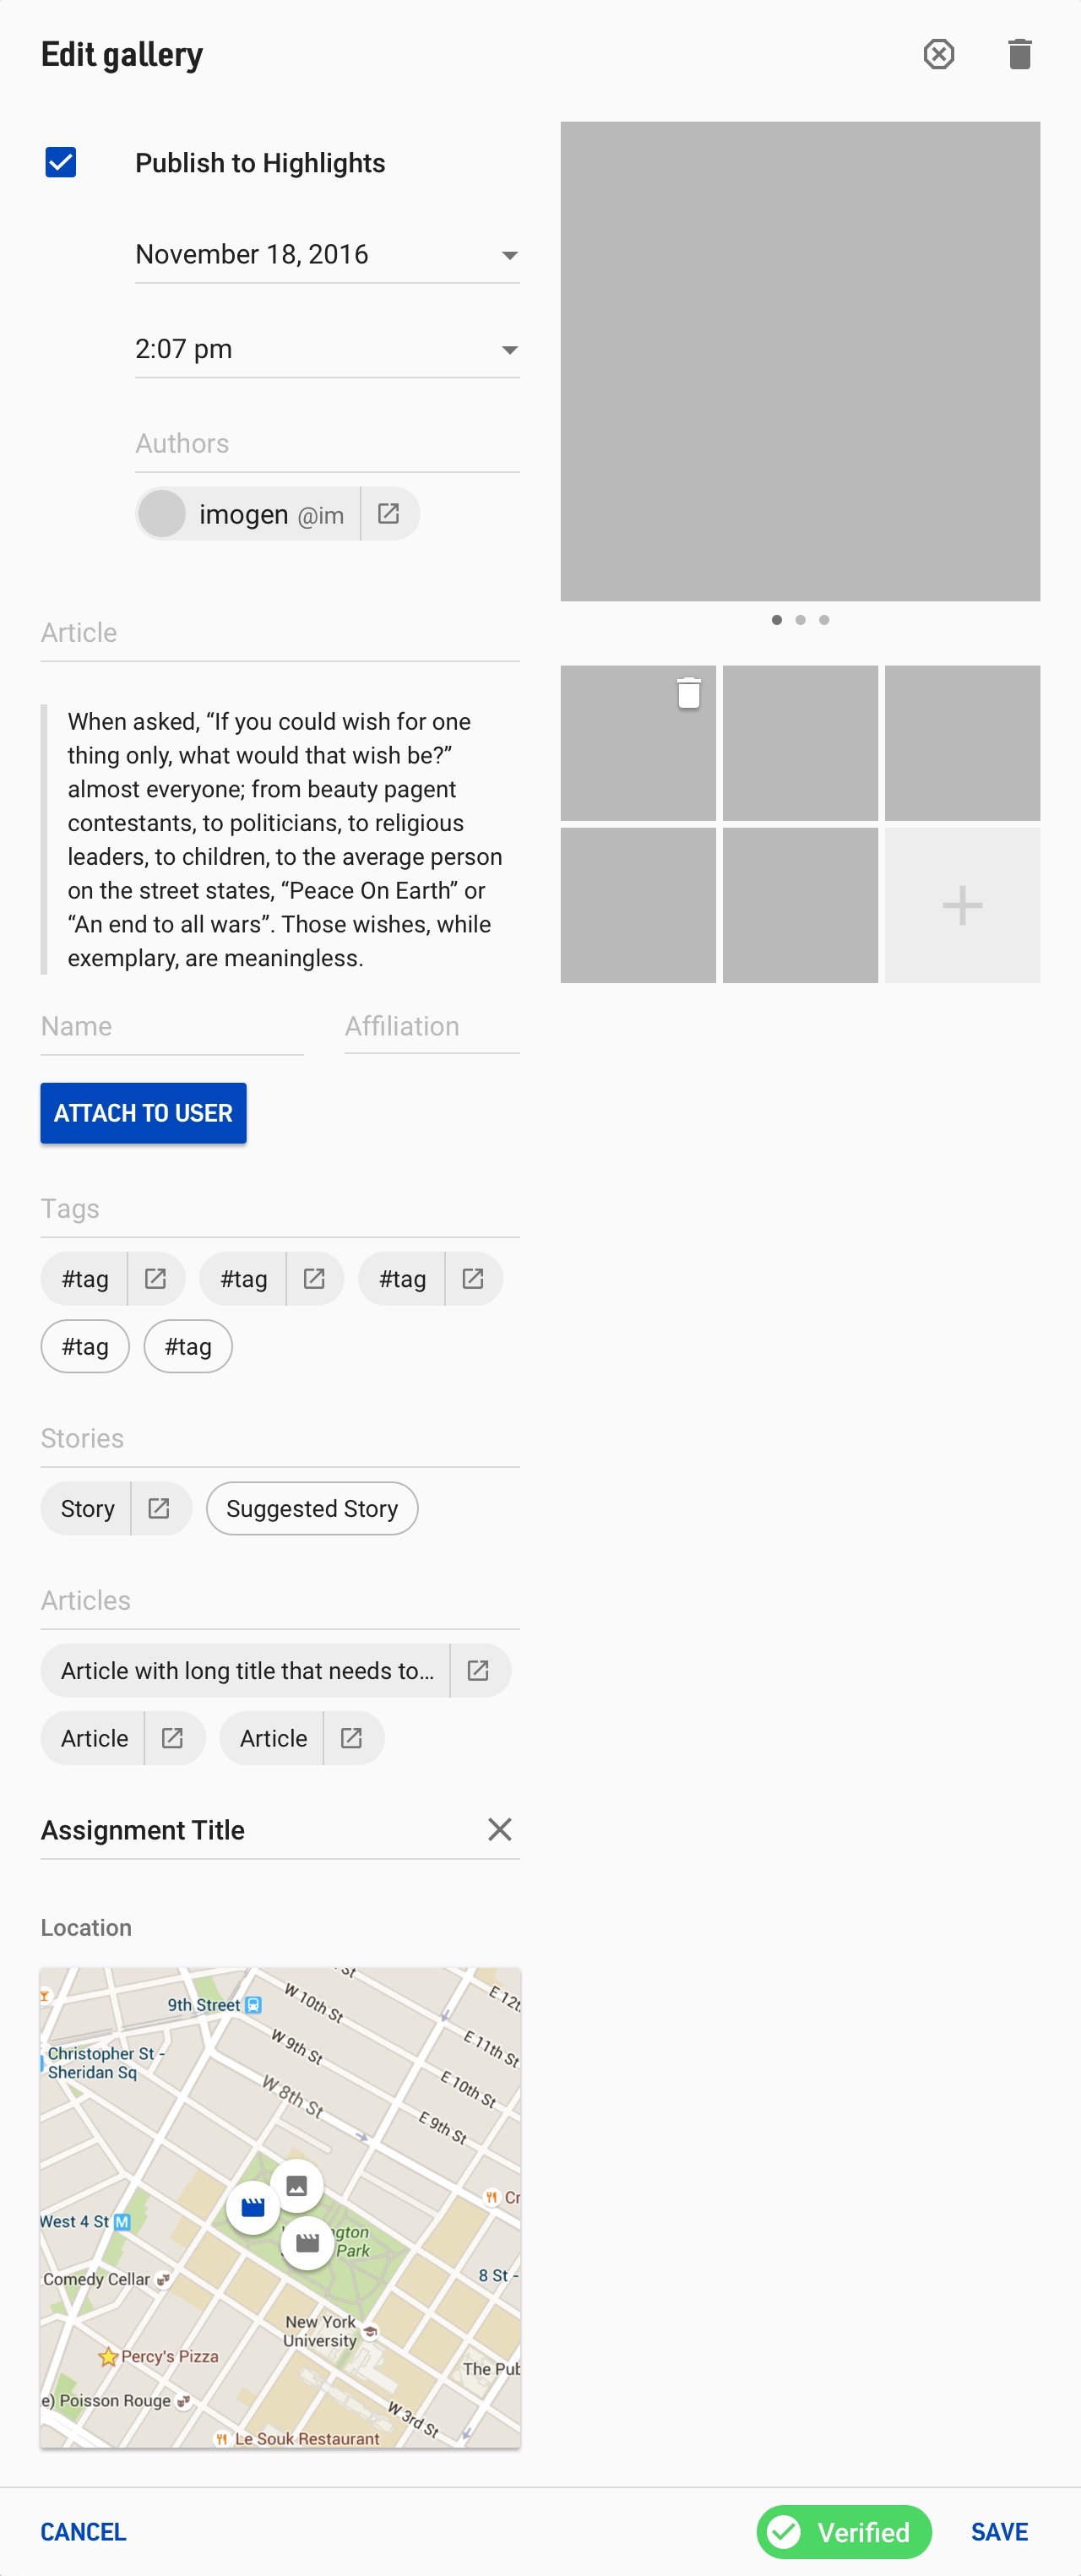 Edit gallery
Publish to Highlights
November 18, 2016
2:07 pm
Authors
imogen @im
Article
When asked, “If you could wish for one
thing only, what would that wish be?”
almost everyone; from beauty pagent
contestants, to politicians, to religious
leaders, to children, to the average person
on the street states, “Peace On Earth” or
“An end to all wars”. Those wishes, while
exemplary, are meaningless.
Name Affiliation
ATTACH TO USER
Tags
#tag #tag #tag
#tag #tag
Stories
Story Suggested Story
Articles
Article with long title that needs to...
Article Article
Assignment Title
Location
St
W 10th St
E 12t
9th Street
W 9th St
E 11th St
Christopher St -
Sheridan Sq
E 10th St
W 8th St
E 9th St
Cr
West 4 St M
ngton
Park
8 St -
Comedy Cellar
New York
University
Percy's Pizza
The Pub
e) Poisson Rouge
W 3rd St
Le Souk Restaurant
CANCEL Verified SAVE